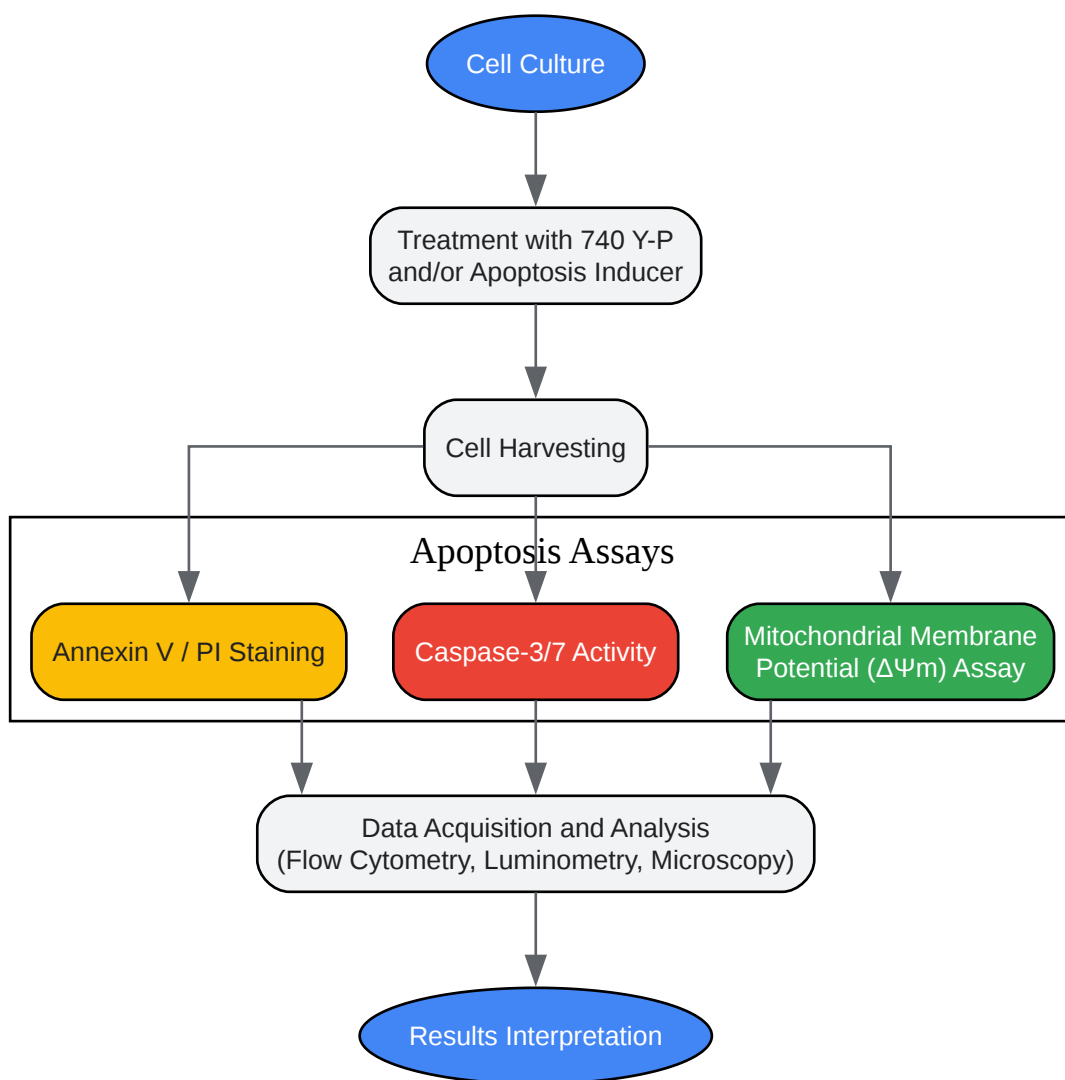 Cell Culture
Treatment with 740 Y-P
and/or Apoptosis Inducer
Cell Harvesting
Apoptosis Assays
Annexin V / PI Staining
Caspase-3/7 Activity
Mitochondrial Membrane
Potential (ΔΨm) Assay
Data Acquisition and Analysis
(Flow Cytometry, Luminometry, Microscopy)
Results Interpretation